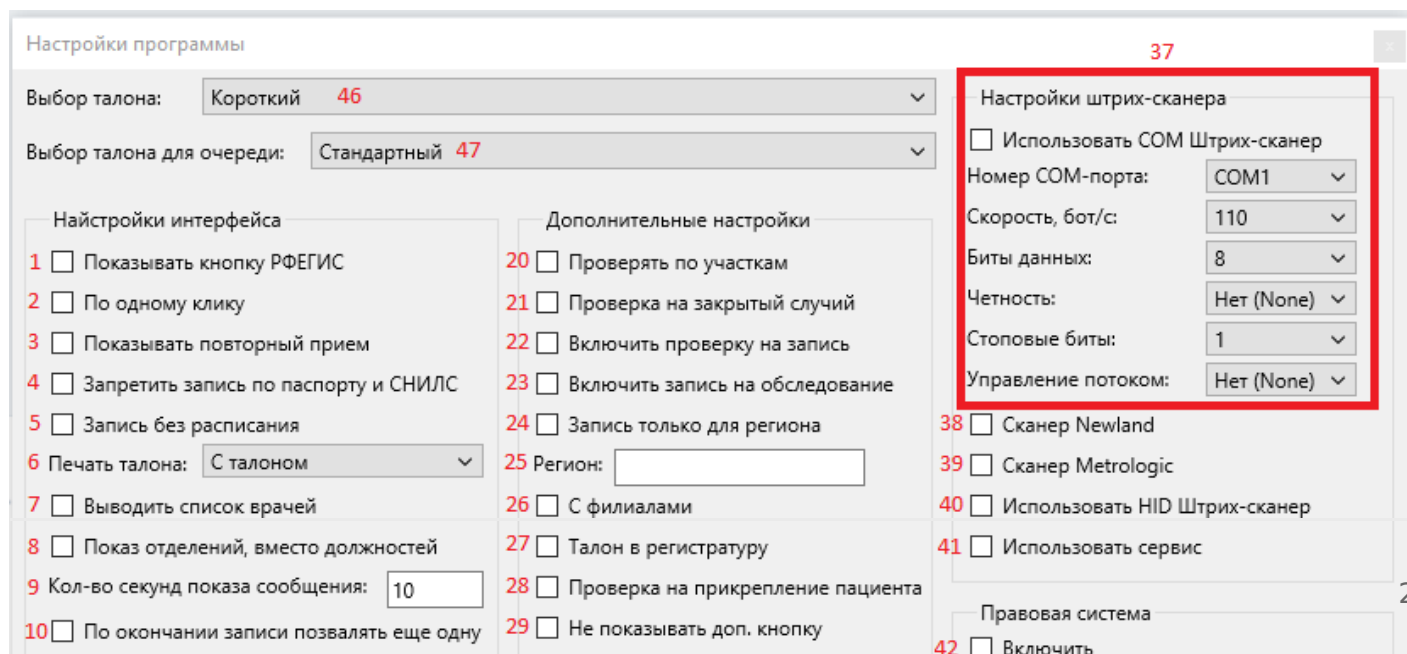 Настройки программы
37
Выбор талона: Короткий 46
Выбор талона для очереди: Стандартный 47
Найстройки интерфейса
1 Показывать кнопку РФЕГИС
2 По одному клику
3 Показывать повторный прием
4 Запретить запись по паспорту и СНИЛС
5 Запись без расписания
6 Печать талона: С талоном
7 Выводить список врачей
8 Показ отделений, вместо должностей
9 Кол-во секунд показа сообщения: 10
10 По окончании записи позвалять еще одну
Дополнительные настройки
20 Проверять по участкам
21 Проверка на закрытый случий
22 Включить проверку на запись
23 Включить запись на обследование
24 Запись только для региона
25 Регион:
26 С филиалами
27 Талон в регистратуру
28 Проверка на прикрепление пациента
29 Не показывать доп. кнопку
Настройки штрих-сканера
Использовать COM Штрих-сканер
Номер COM-порта: COM1
Скорость, бот/с: 110
Биты данных: 8
Четность: Нет (None)
Стоповые биты: 1
Управление потоком: Нет (None)
38 Сканер Newland
39 Сканер Metrologic
40 Использовать HID Штрих-сканер
41 Использовать сервис
2
Правовая система
42 Включить